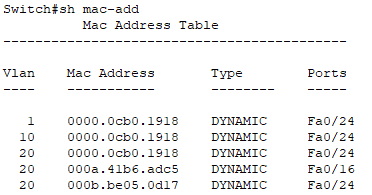 Switch#sh mac-add
Mac Address Table
-------------------------------------------
Vlan Mac Address Type Ports
---- ----------- -------- -----
1 0000.0cb0.1918 DYNAMIC Fa0/24
10 0000.0cb0.1918 DYNAMIC Fa0/24
20 0000.0cb0.1918 DYNAMIC Fa0/24
20 000a.41b6.adc5 DYNAMIC Fa0/16
20 000b.be05.0d17 DYNAMIC Fa0/24